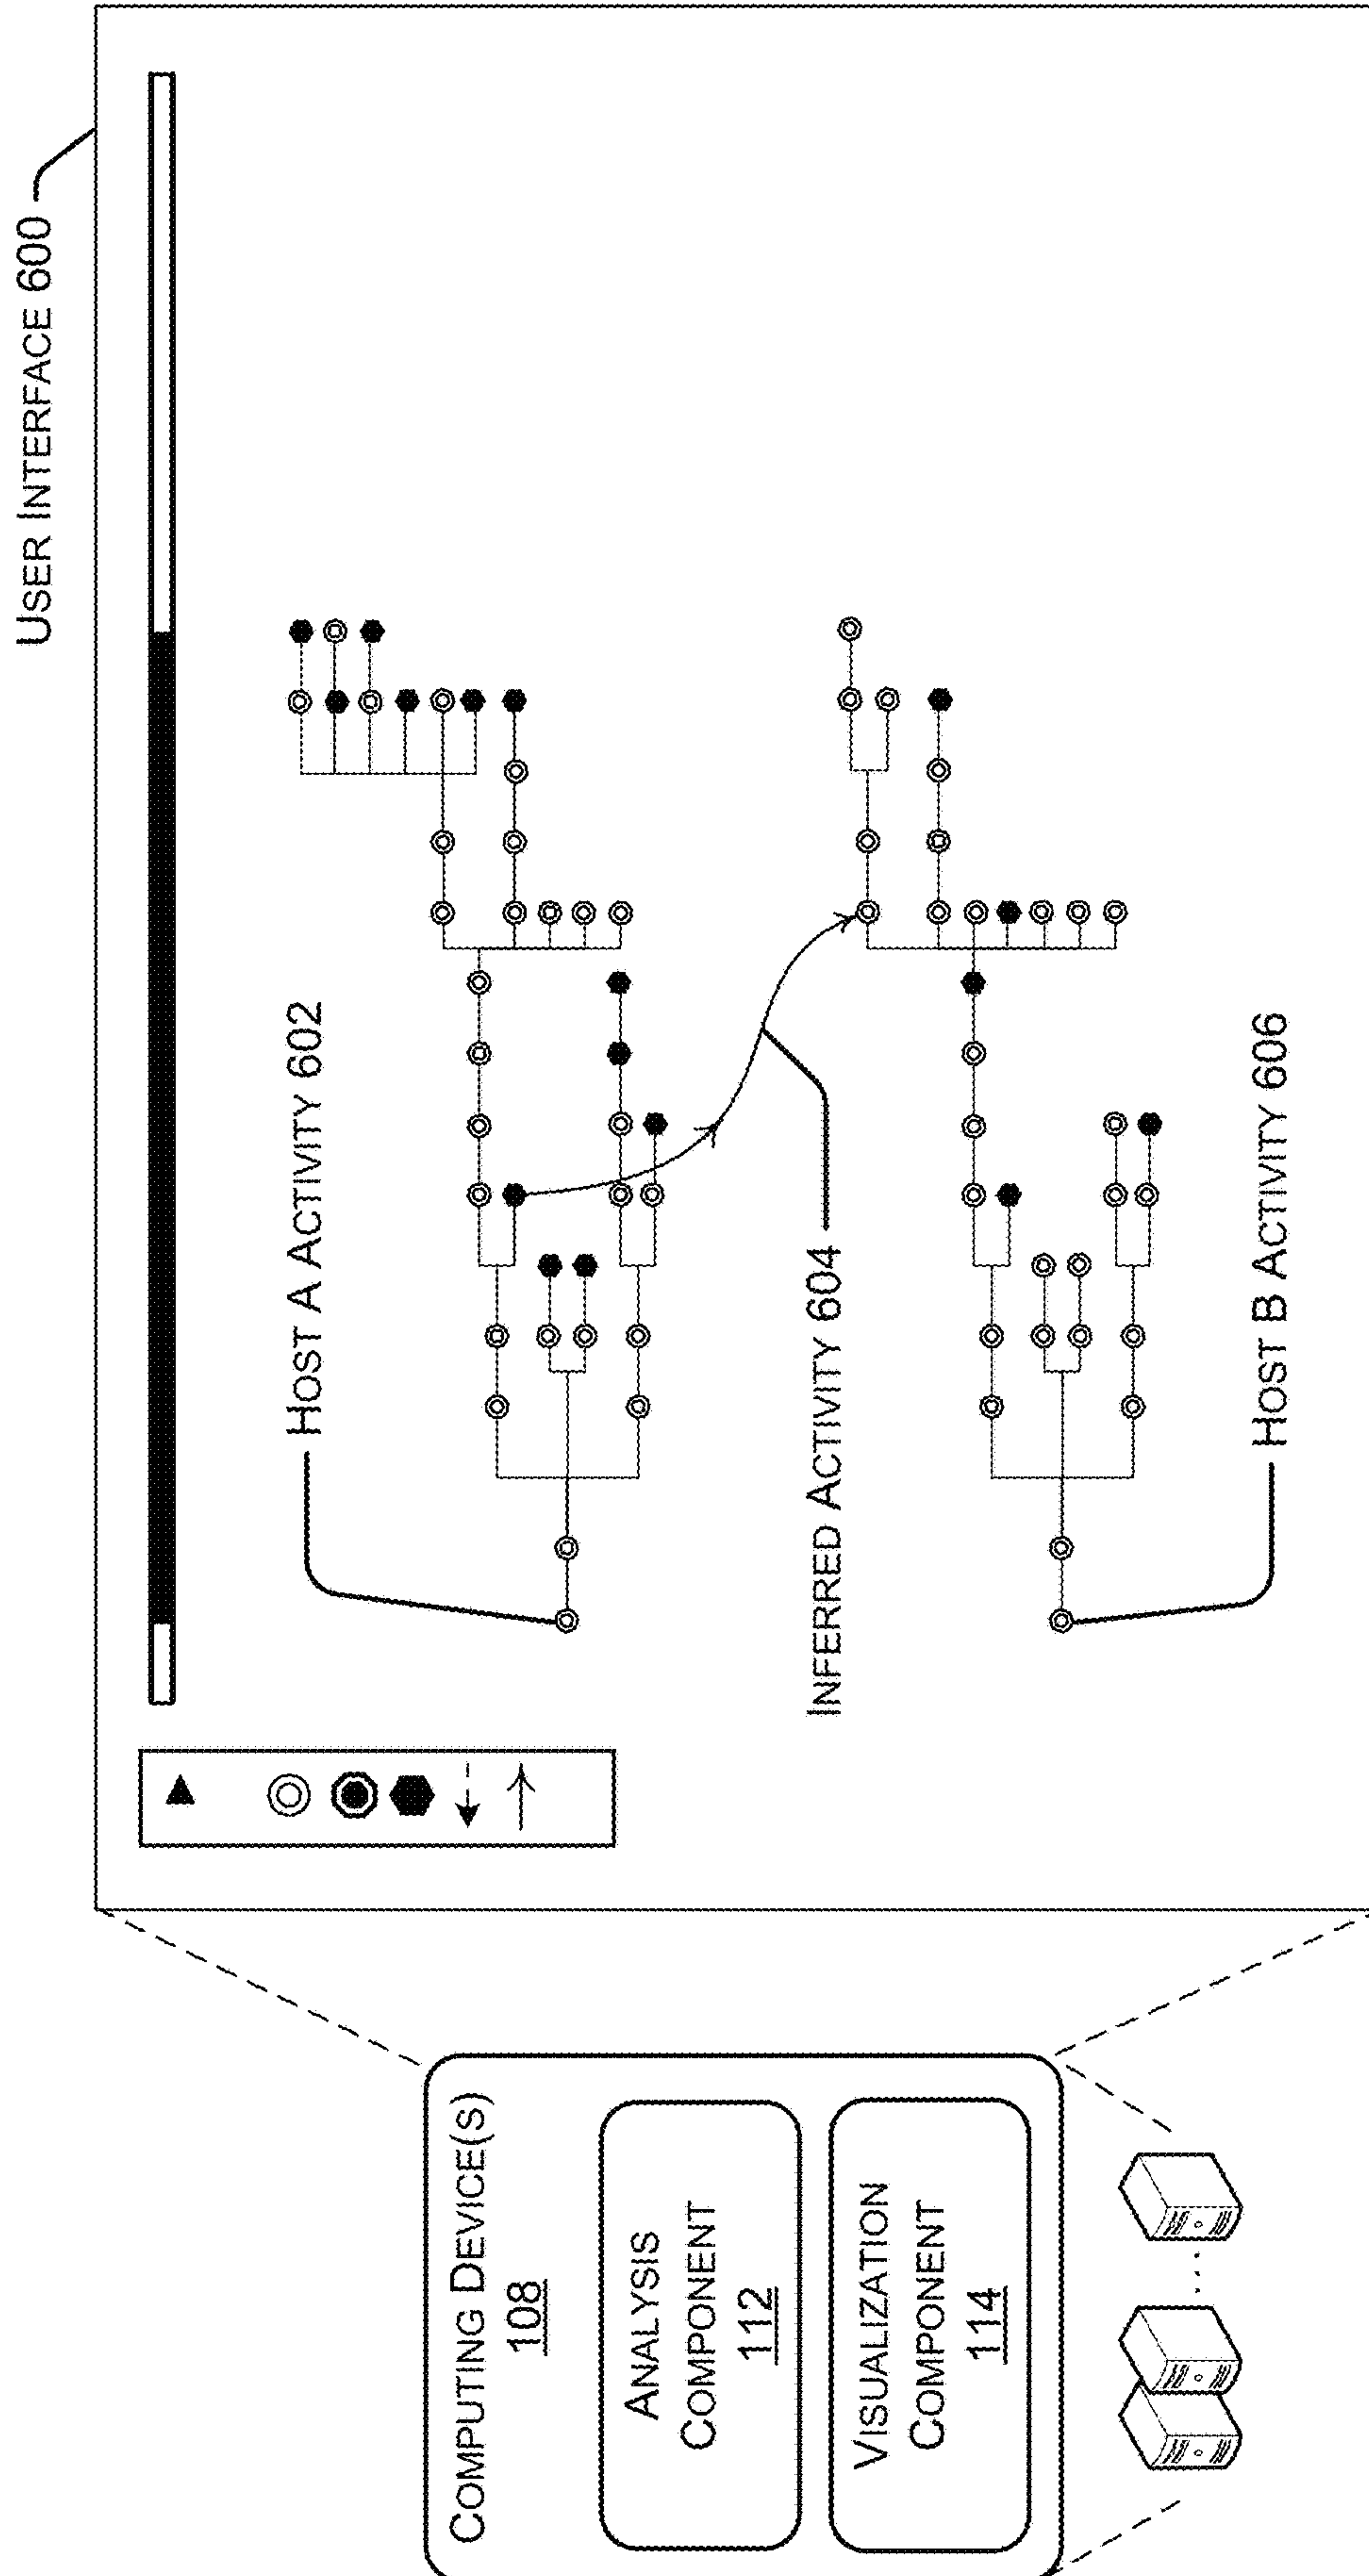 COMPUTING DEVICE(S)
108
ANALYSIS
COMPONENT
112
VISUALIZATION
COMPONENT
114
USER INTERFACE 600
HOST A ACTIVITY 602
INFERRED ACTIVITY 604
HOST B ACTIVITY 606